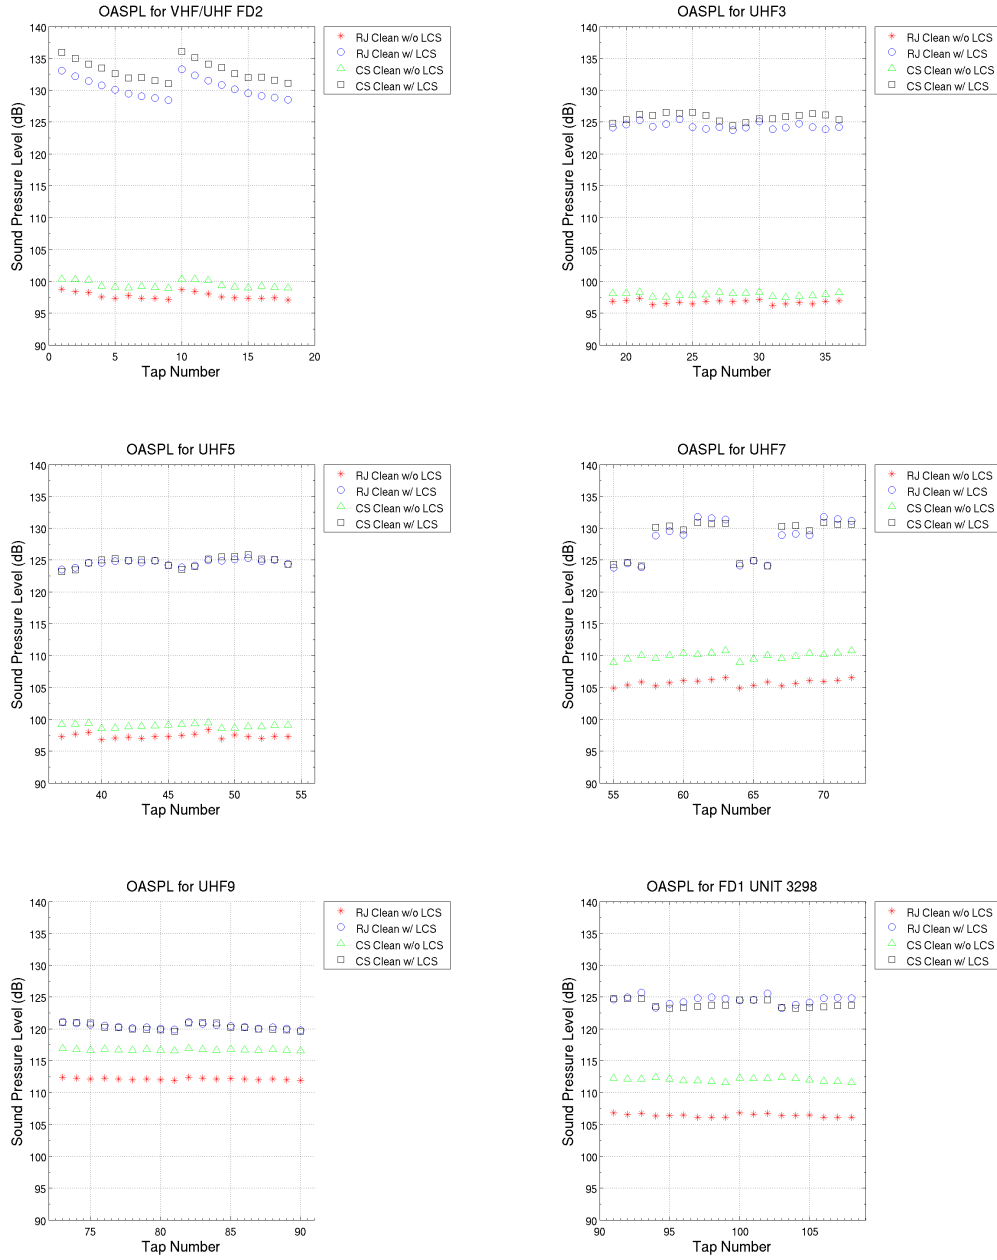 OASPL for VHF/UHF FD2
140
135
130
125
120
115
110
105
100
95
90
0 5 10 15 20
Sound Pressure Level (dB)
Tap Number
RJ Clean w/o LCS
RJ Clean w/ LCS
CS Clean w/o LCS
CS Clean w/ LCS
OASPL for UHF3
140
135
130
125
120
115
110
105
100
95
90
20 25 30 35
Sound Pressure Level (dB)
Tap Number
RJ Clean w/o LCS
RJ Clean w/ LCS
CS Clean w/o LCS
CS Clean w/ LCS
OASPL for UHF5
140
135
130
125
120
115
110
105
100
95
90
40 45 50 55
Sound Pressure Level (dB)
Tap Number
RJ Clean w/o LCS
RJ Clean w/ LCS
CS Clean w/o LCS
CS Clean w/ LCS
OASPL for UHF7
140
135
130
125
120
115
110
105
100
95
90
55 60 65 70
Sound Pressure Level (dB)
Tap Number
RJ Clean w/o LCS
RJ Clean w/ LCS
CS Clean w/o LCS
CS Clean w/ LCS
OASPL for UHF9
140
135
130
125
120
115
110
105
100
95
90
75 80 85 90
Sound Pressure Level (dB)
Tap Number
RJ Clean w/o LCS
RJ Clean w/ LCS
CS Clean w/o LCS
CS Clean w/ LCS
OASPL for FD1 UNIT 3298
140
135
130
125
120
115
110
105
100
95
90
90 95 100 105
Sound Pressure Level (dB)
Tap Number
RJ Clean w/o LCS
RJ Clean w/ LCS
CS Clean w/o LCS
CS Clean w/ LCS